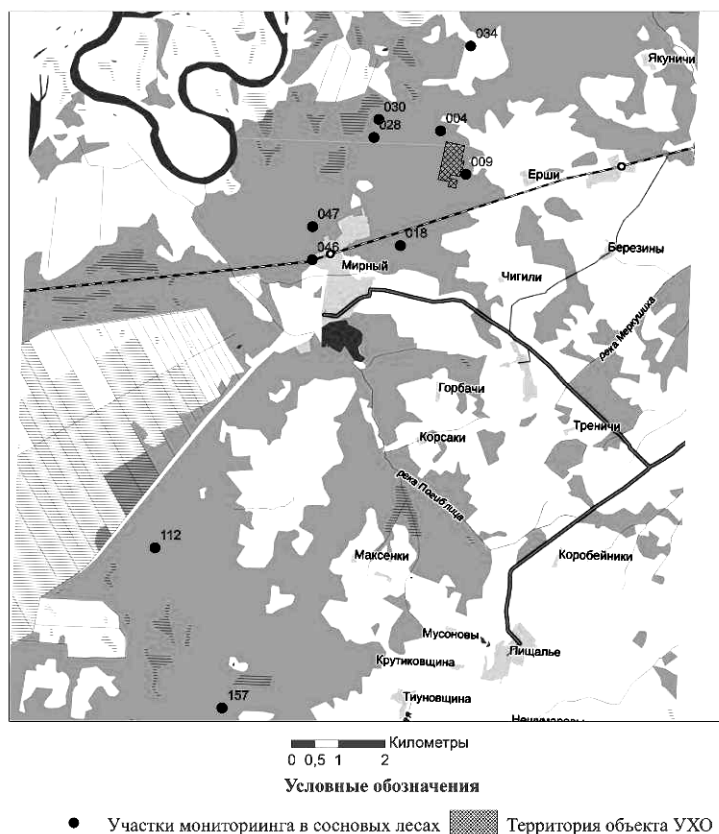 034
Якуничи
030
004
028
009
Ерши
047
018
Березины
046
Мирный
Чигили
река Меркушиха
Горбачи
Треничи
Корсаки
река Погиблица
112
Максенки
Коробейники
Мусоновы
Пищалье
Крутиковщина
157
Тиуновщина
Километры
0 0,5 1 2
Условные обозначения
Участки мониториинга в сосновых лесах
Территория объекта УХО